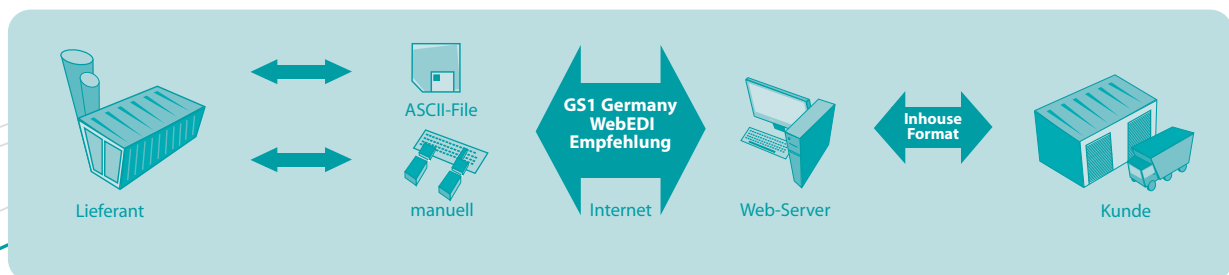 ASCII-File
GS1 Germany
WebEDI
Empfehlung
Inhouse
Format
Lieferant
manuell
Internet
Web-Server
Kunde